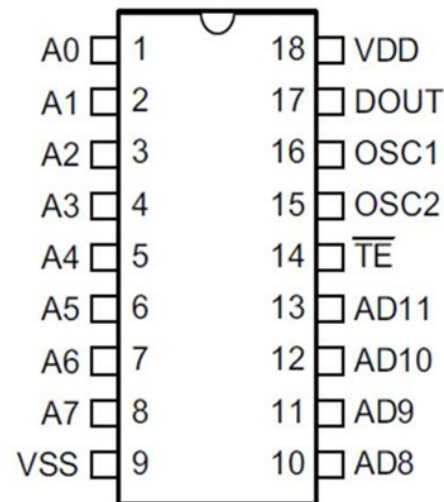 A0 1 18 VDD
A1 2 17 DOUT
A2 3 16 OSC1
A3 4 15 OSC2
A4 5 14 T̅E̅
A5 6 13 AD11
A6 7 12 AD10
A7 8 11 AD9
VSS 9 10 AD8